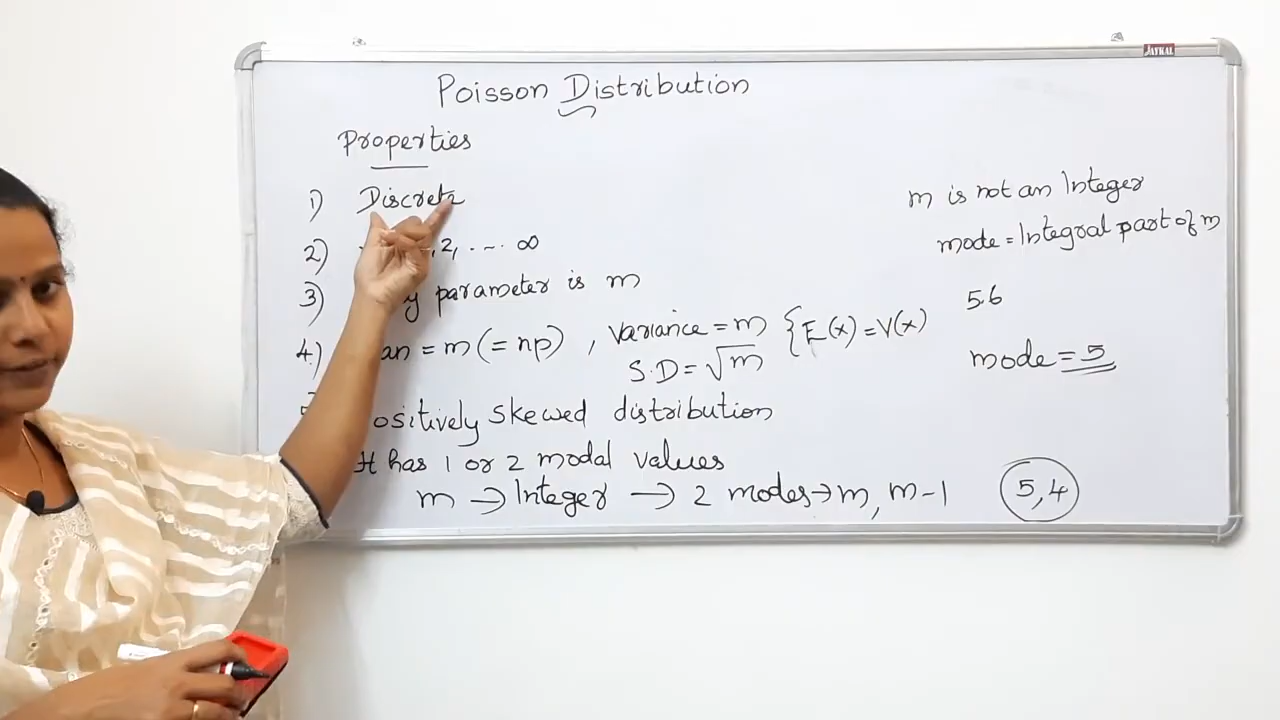 JAYKAL
Poisson Distribution
Properties
1) Discrete
2) 2, . ~ . ∞
3) parameter is m
4) = m (= np) , Variance = m { E(x) = V(x)
S.D = √m
skewed distribution
has 1 or 2 modal values
m → Integer → 2 modes → m, m-1
m is not an Integer
mode = Integral part of m
5.6
mode = 5
5,4